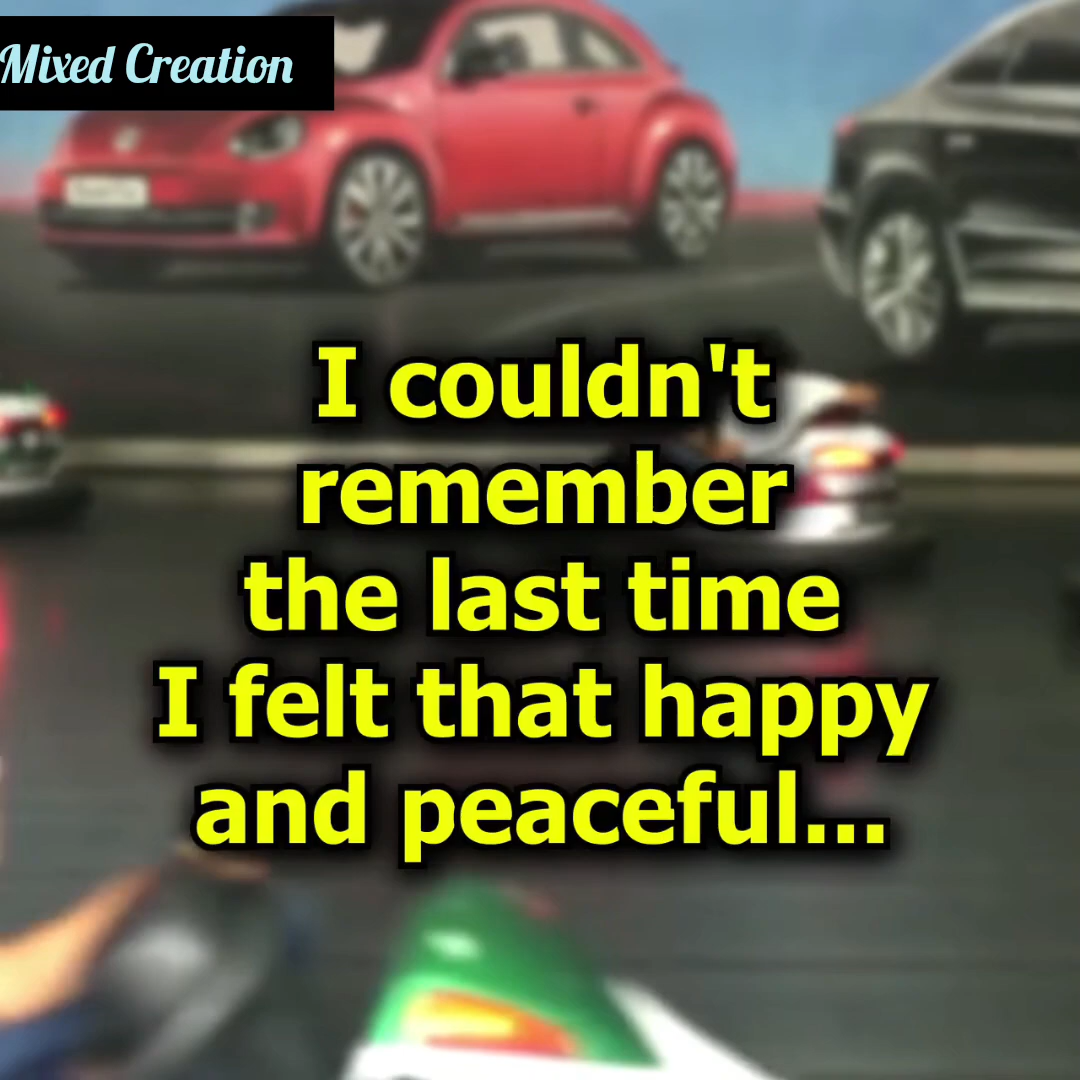 Mixed Creation
I couldn't
remember
the last time
I felt that happy
and peaceful...